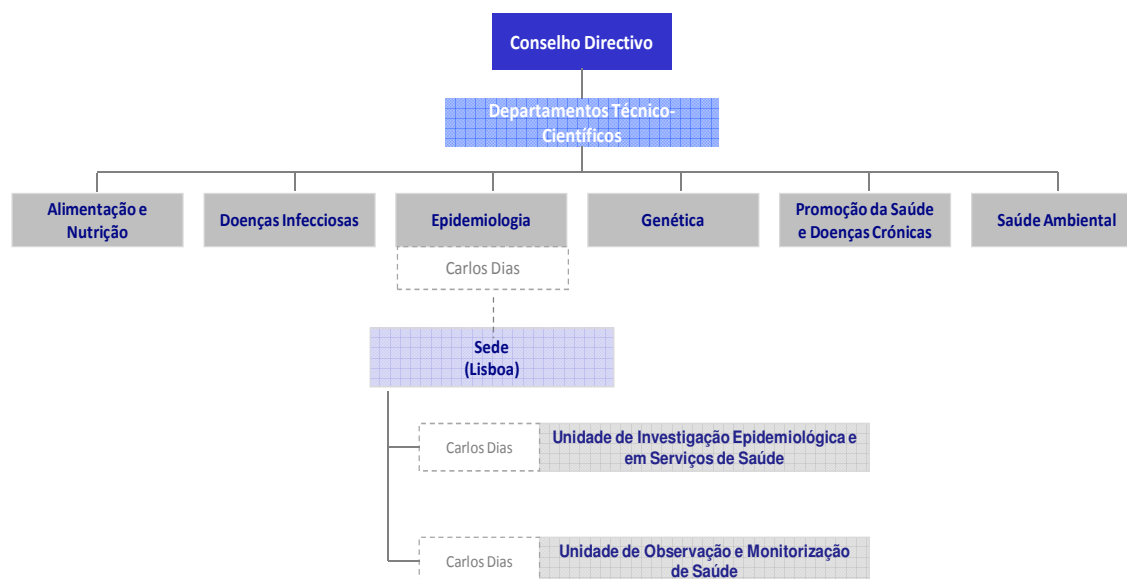 Conselho Directivo
Departamentos Técnico-
Científicos
Alimentação e
Nutrição
Doenças Infecciosas
Epidemiologia
Genética
Promoção da Saúde
e Doenças Crónicas
Saúde Ambiental
Carlos Dias
Sede
(Lisboa)
Carlos Dias
Unidade de Investigação Epidemiológica e
em Serviços de Saúde
Carlos Dias
Unidade de Observação e Monitorização
de Saúde